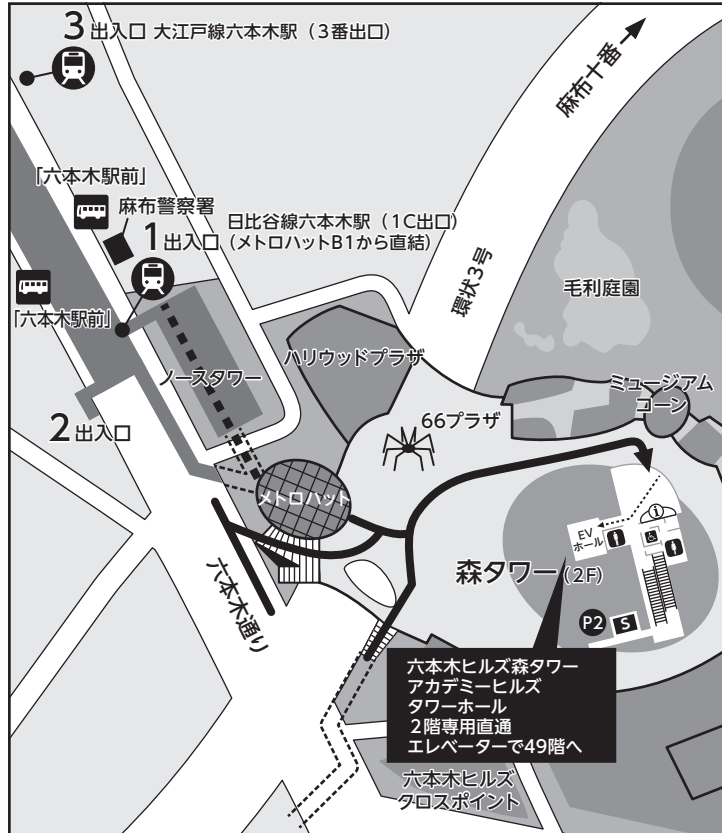 3 出入口 大江戸線六本木駅（3番出口）
麻布十番
「六本木駅前」
麻布警察署
日比谷線六本木駅（1C出口）
1 出入口（メトロハットB1から直結）
環状3号
毛利庭園
「六本木駅前」
ハリウッドプラザ
ノースタワー
ミュージアム
コーン
66プラザ
2 出入口
メトロハット
i
EV
ホール
森タワー(2F)
六本木通り
P2
S
六本木ヒルズ森タワー
アカデミーヒルズ
タワーホール
２階専用直通
エレベーターで49階へ
六本木ヒルズ
クロスポイント